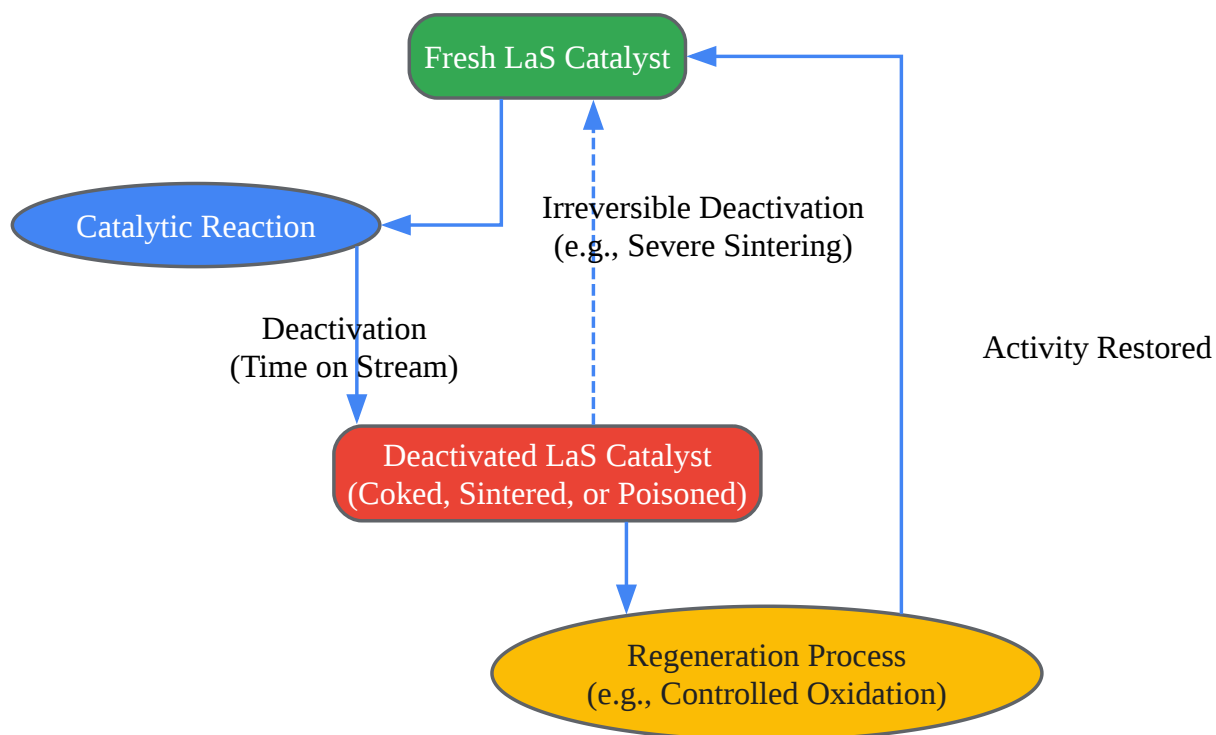 Fresh LaS Catalyst
Catalytic Reaction
Irreversible Deactivation
(e.g., Severe Sintering)
Deactivation
(Time on Stream)
Activity Restored
Deactivated LaS Catalyst
(Coked, Sintered, or Poisoned)
Regeneration Process
(e.g., Controlled Oxidation)